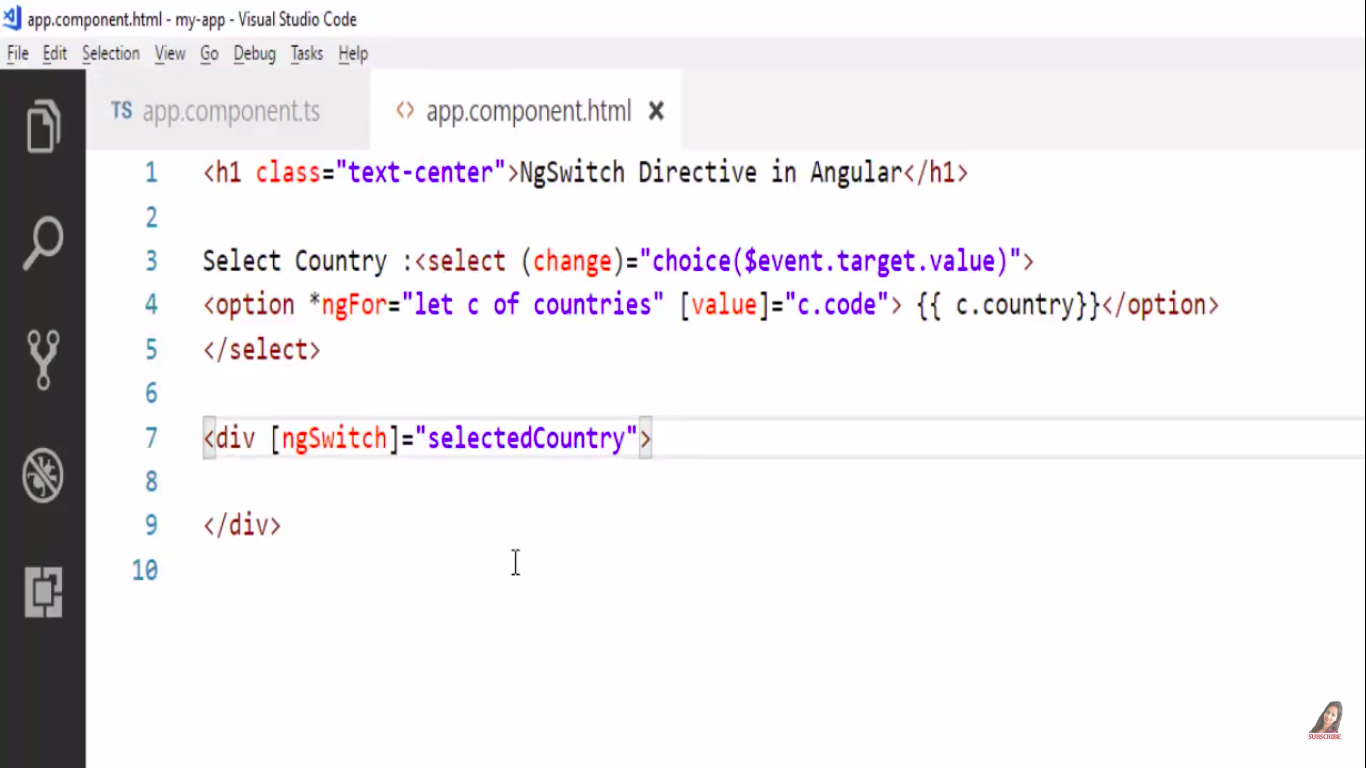 app.component.html - my-app - Visual Studio Code
File Edit Selection View Go Debug Tasks Help
TS app.component.ts <> app.component.html ×
1 <h1 class="text-center">NgSwitch Directive in Angular</h1>
2
3 Select Country :<select (change)="choice($event.target.value)">
4 <option *ngFor="let c of countries" [value]="c.code"> {{ c.country}}</option>
5 </select>
6
7 <div [ngSwitch]="selectedCountry">
8
9 </div>
10
SUBSCRIBE